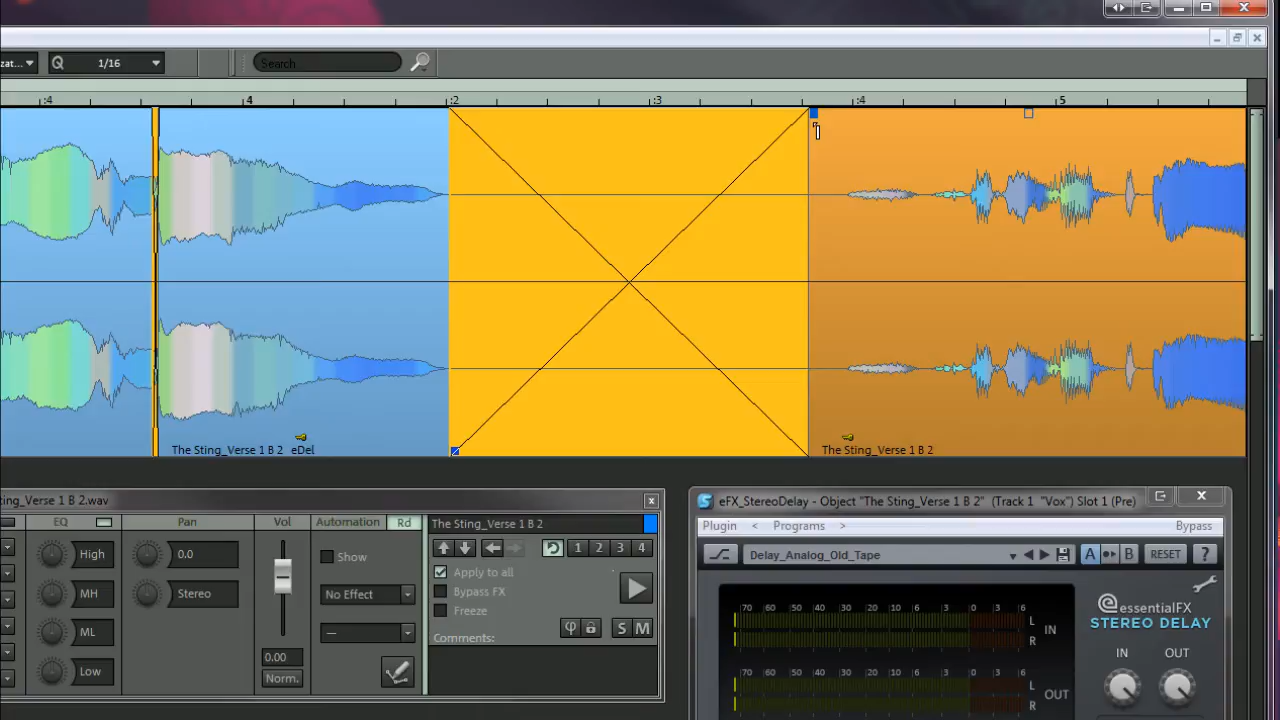 zat...
Q 1/16
Search...
:4 4 :2 :3 :4 5
The Sting_Verse 1 B 2 eDel
The Sting_Verse 1 B 2
Sting_Verse 1 B 2.wav
EQ Pan Vol Automation Rd
High
MH
ML
Low
0.0
Stereo
0.00
Norm.
Show
No Effect
The Sting_Verse 1 B 2
1 2 3 4
Apply to all
Bypass FX
Freeze
S M
Comments:
eFX_StereoDelay - Object "The Sting_Verse 1 B 2" (Track 1 "Vox") Slot 1 (Pre)
Plugin < Programs > Bypass
Delay_Analog_Old_Tape
A B RESET ?
70 60 50 40 30 20 10 6 3 0 3 6
L
R
IN
70 60 50 40 30 20 10 6 3 0 3 6
L
R
OUT
essentialFX
STEREO DELAY
IN OUT